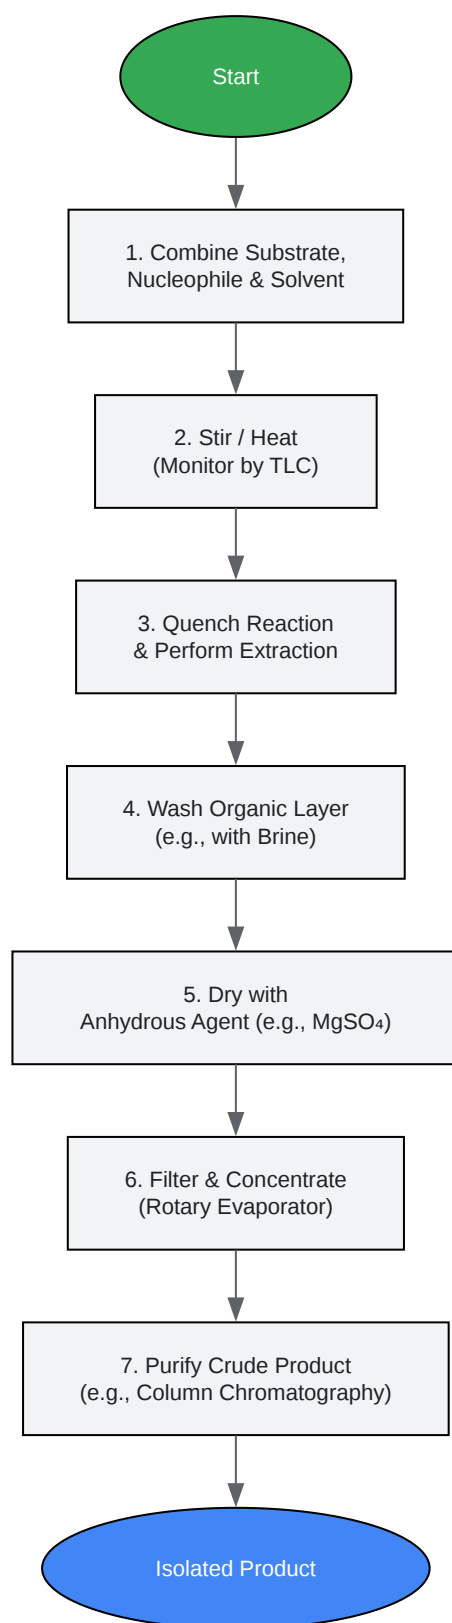 Start
1. Combine Substrate,
Nucleophile & Solvent
2. Stir / Heat
(Monitor by TLC)
3. Quench Reaction
& Perform Extraction
4. Wash Organic Layer
(e.g., with Brine)
5. Dry with
Anhydrous Agent (e.g., MgSO₄)
6. Filter & Concentrate
(Rotary Evaporator)
7. Purify Crude Product
(e.g., Column Chromatography)
Isolated Product